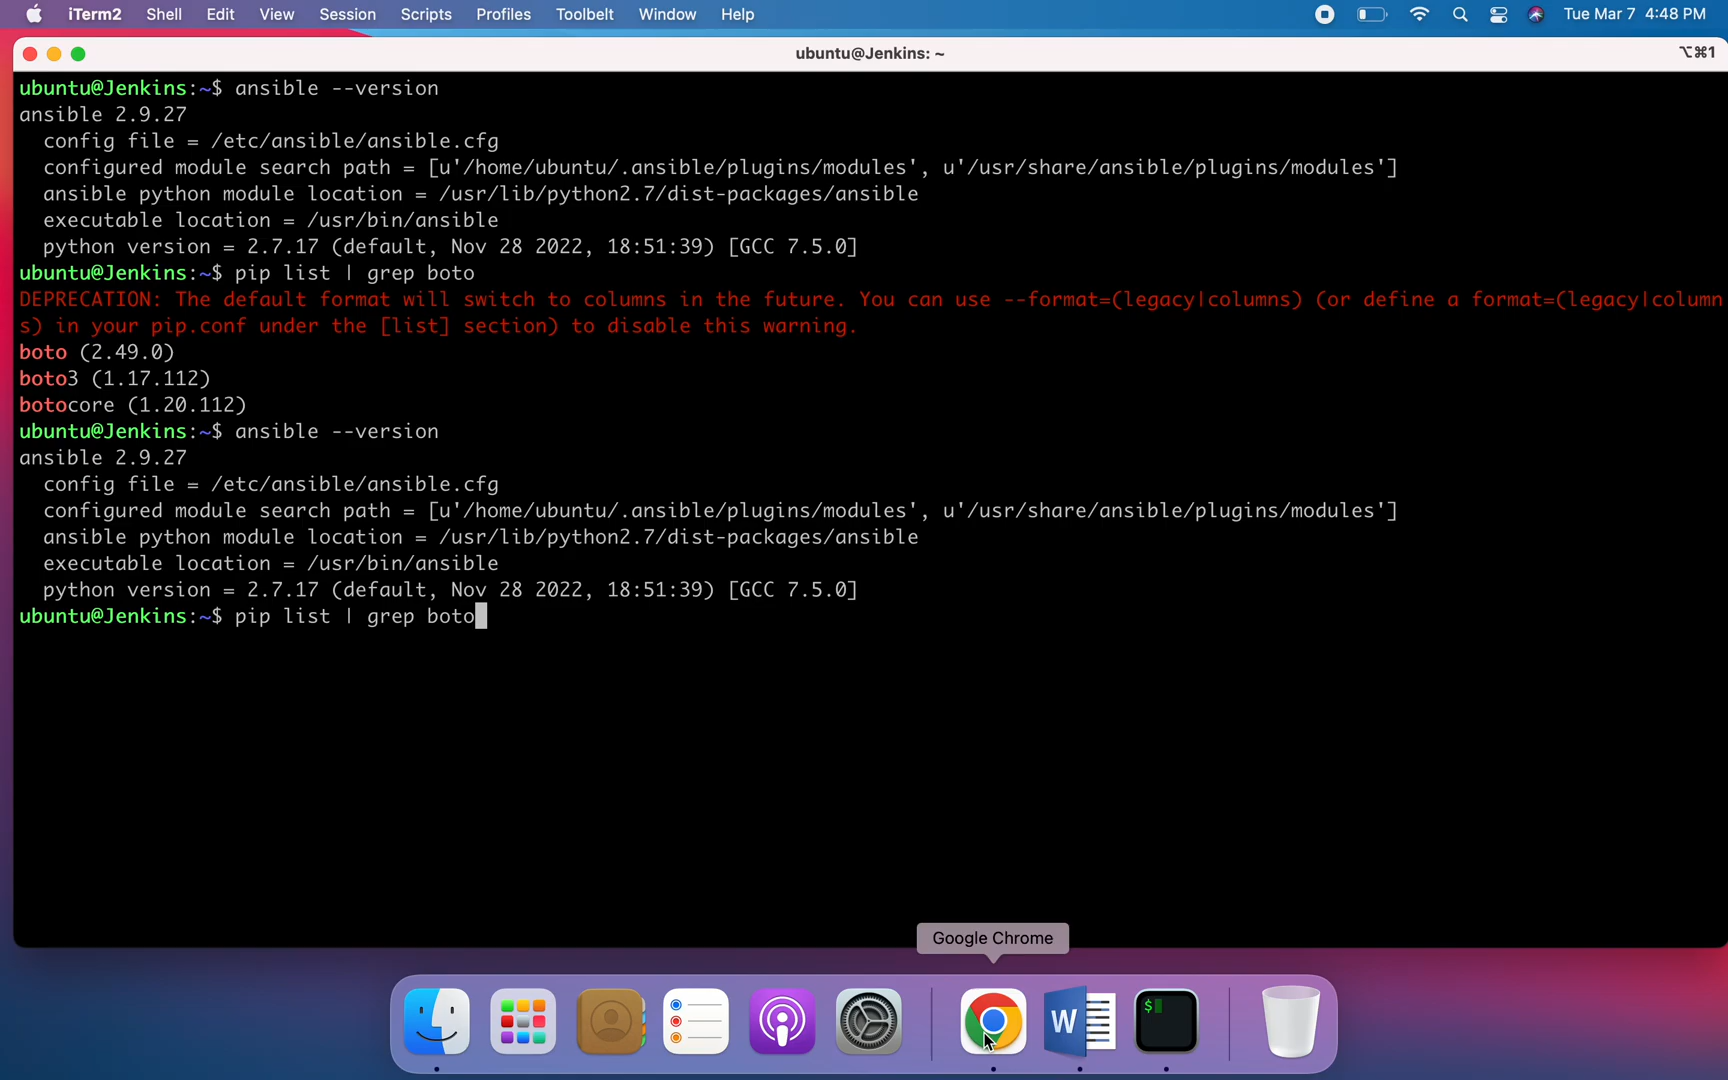 iTerm2 Shell Edit View Session Scripts Profiles Toolbelt Window Help Tue Mar 7 4:48 PM
ubuntu@Jenkins: ~ ⌥⌘1
ubuntu@Jenkins:~$ ansible --version
ansible 2.9.27
config file = /etc/ansible/ansible.cfg
configured module search path = [u'/home/ubuntu/.ansible/plugins/modules', u'/usr/share/ansible/plugins/modules']
ansible python module location = /usr/lib/python2.7/dist-packages/ansible
executable location = /usr/bin/ansible
python version = 2.7.17 (default, Nov 28 2022, 18:51:39) [GCC 7.5.0]
ubuntu@Jenkins:~$ pip list | grep boto
DEPRECATION: The default format will switch to columns in the future. You can use --format=(legacy|columns) (or define a format=(legacy|column
s) in your pip.conf under the [list] section) to disable this warning.
boto (2.49.0)
boto3 (1.17.112)
botocore (1.20.112)
ubuntu@Jenkins:~$ ansible --version
ansible 2.9.27
config file = /etc/ansible/ansible.cfg
configured module search path = [u'/home/ubuntu/.ansible/plugins/modules', u'/usr/share/ansible/plugins/modules']
ansible python module location = /usr/lib/python2.7/dist-packages/ansible
executable location = /usr/bin/ansible
python version = 2.7.17 (default, Nov 28 2022, 18:51:39) [GCC 7.5.0]
ubuntu@Jenkins:~$ pip list | grep boto
Google Chrome
W $